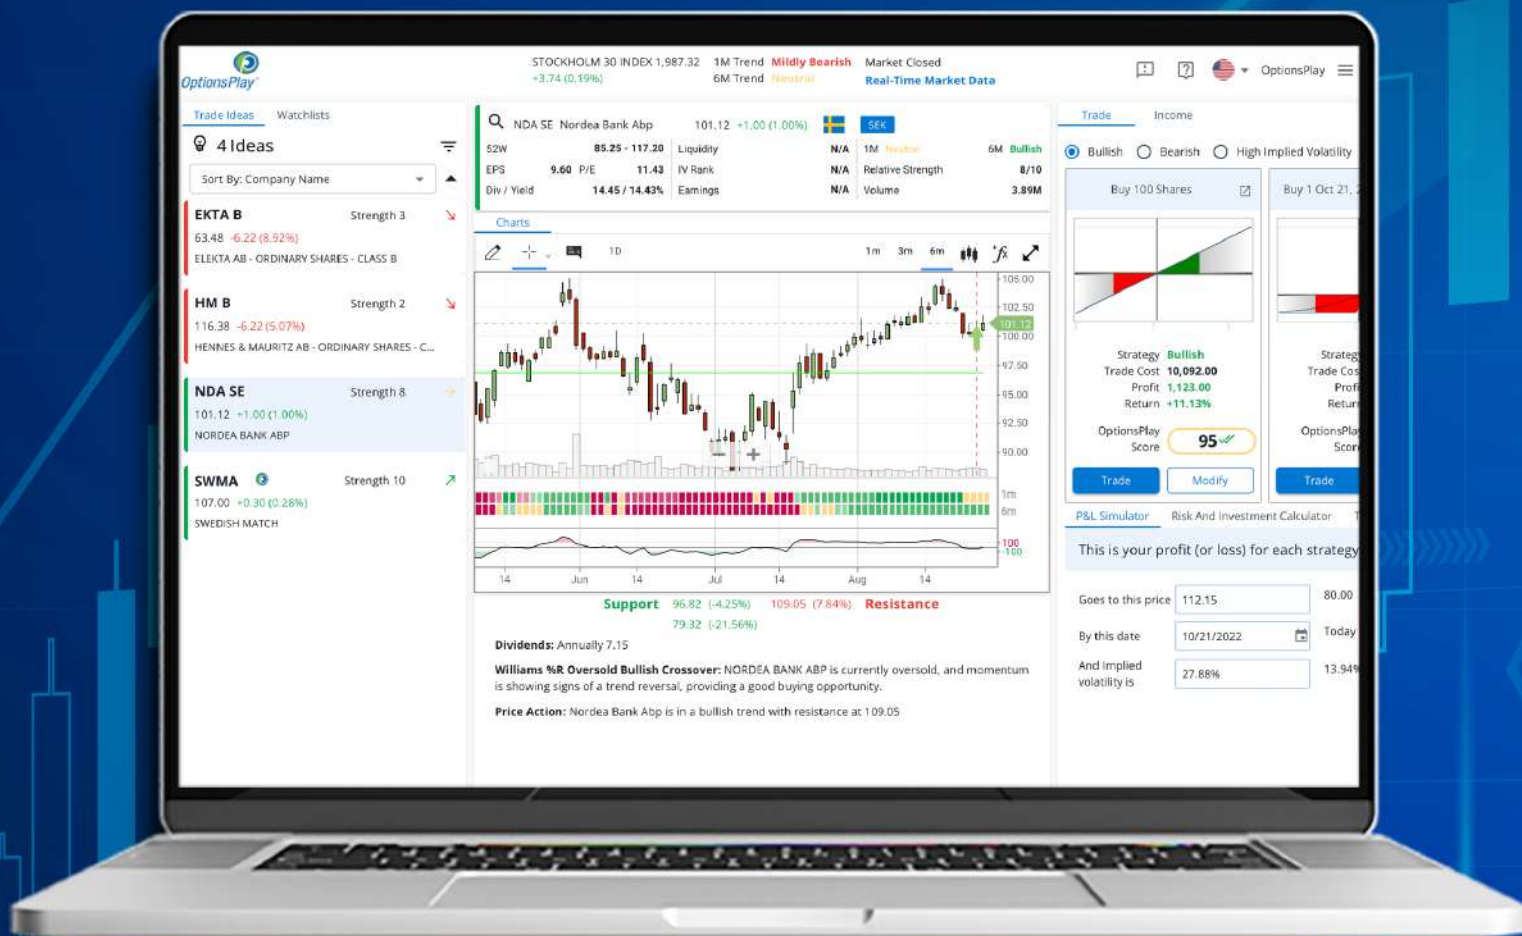 OptionsPlay
STOCKHOLM 30 INDEX 1,987.32 1M Trend Mildly Bearish Market Closed
+3.74 (0.19%) 6M Trend Neutral Real-Time Market Data
OptionsPlay
Trade Ideas Watchlists
4 Ideas
Sort By: Company Name
EKTA B Strength 3
63.48 -6.22 (8.92%)
ELEKTA AB - ORDINARY SHARES - CLASS B
HM B Strength 2
116.38 -6.22 (5.07%)
HENNES & MAURITZ AB - ORDINARY SHARES - C...
NDA SE Strength 8
101.12 +1.00 (1.00%)
NORDEA BANK ABP
SWMA Strength 10
107.00 +0.30 (0.28%)
SWEDISH MATCH
NDA SE Nordea Bank Abp 101.12 +1.00 (1.00%) SEK
52W 85.25 - 117.20 Liquidity N/A 1M Neutral 6M Bullish
EPS 9.60 P/E 11.43 IV Rank N/A Relative Strength 8/10
Div / Yield 14.45 / 14.43% Earnings N/A Volume 3.89M
Charts
1D 1m 3m 6m fx
105.00
102.50
101.12
100.00
97.50
95.00
92.50
90.00
1m
6m
100
-100
14 Jun 14 Jul 14 Aug 14
Support 96.82 (-4.25%) 109.05 (7.84%) Resistance
79.32 (-21.56%)
Dividends: Annually 7.15
Williams %R Oversold Bullish Crossover: NORDEA BANK ABP is currently oversold, and momentum
is showing signs of a trend reversal, providing a good buying opportunity.
Price Action: Nordea Bank Abp is in a bullish trend with resistance at 109.05
Trade Income
Bullish Bearish High Implied Volatility
Buy 100 Shares Buy 1 Oct 21,
Strategy Bullish
Trade Cost 10,092.00
Profit 1,123.00
Return +11.13%
OptionsPlay
Score 95
Trade Modify Trade
P&L Simulator Risk And Investment Calculator
This is your profit (or loss) for each strategy
Goes to this price 112.15 80.00
By this date 10/21/2022 Today
And Implied
volatility is 27.88% 13.94%